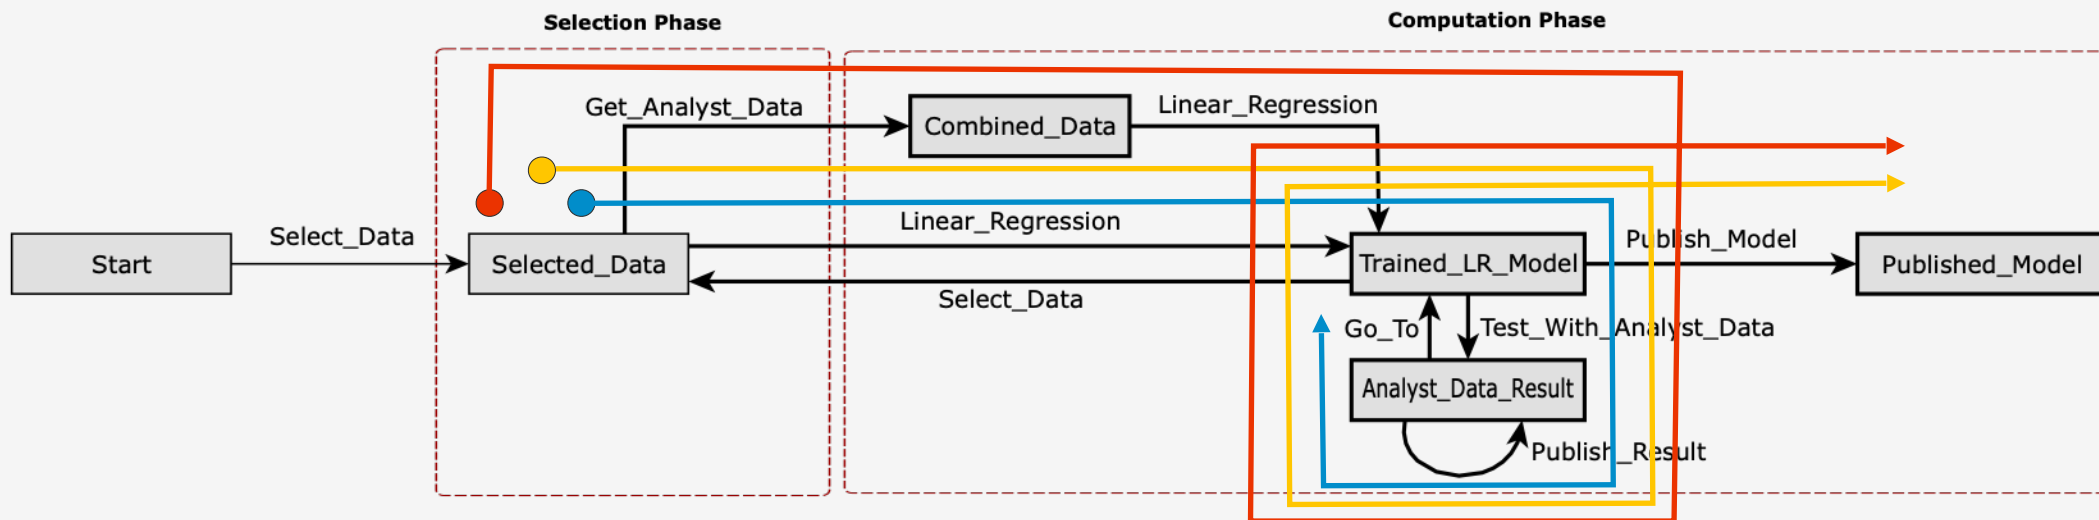 Selection Phase
Computation Phase
Get_Analyst_Data
Combined_Data
Linear_Regression
Start
Select_Data
Selected_Data
Linear_Regression
Select_Data
Trained_LR_Model
Publish_Model
Published_Model
Go_To
Test_With_Analyst_Data
Analyst_Data_Result
Publish_Result